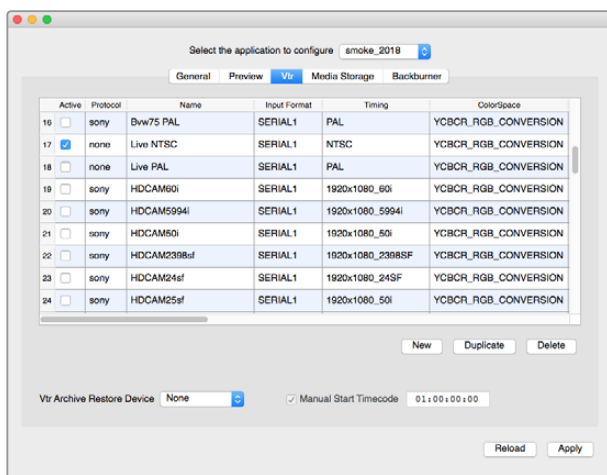 Select the application to configure smoke_2018
General Preview Vtr Media Storage Backburner
Active Protocol Name Input Format Timing ColorSpace
16 sony Bvw75 PAL SERIAL1 PAL YCBCR_RGB_CONVERSION
17 none Live NTSC SERIAL1 NTSC YCBCR_RGB_CONVERSION
18 none Live PAL SERIAL1 PAL YCBCR_RGB_CONVERSION
19 sony HDCAM60i SERIAL1 1920x1080_60i YCBCR_RGB_CONVERSION
20 sony HDCAM5994i SERIAL1 1920x1080_5994i YCBCR_RGB_CONVERSION
21 sony HDCAM50i SERIAL1 1920x1080_50i YCBCR_RGB_CONVERSION
22 sony HDCAM2398sf SERIAL1 1920x1080_2398SF YCBCR_RGB_CONVERSION
23 sony HDCAM24sf SERIAL1 1920x1080_24SF YCBCR_RGB_CONVERSION
24 sony HDCAM25sf SERIAL1 1920x1080_50i YCBCR_RGB_CONVERSION
New Duplicate Delete
Vtr Archive Restore Device None Manual Start Timecode 01:00:00:00
Reload Apply